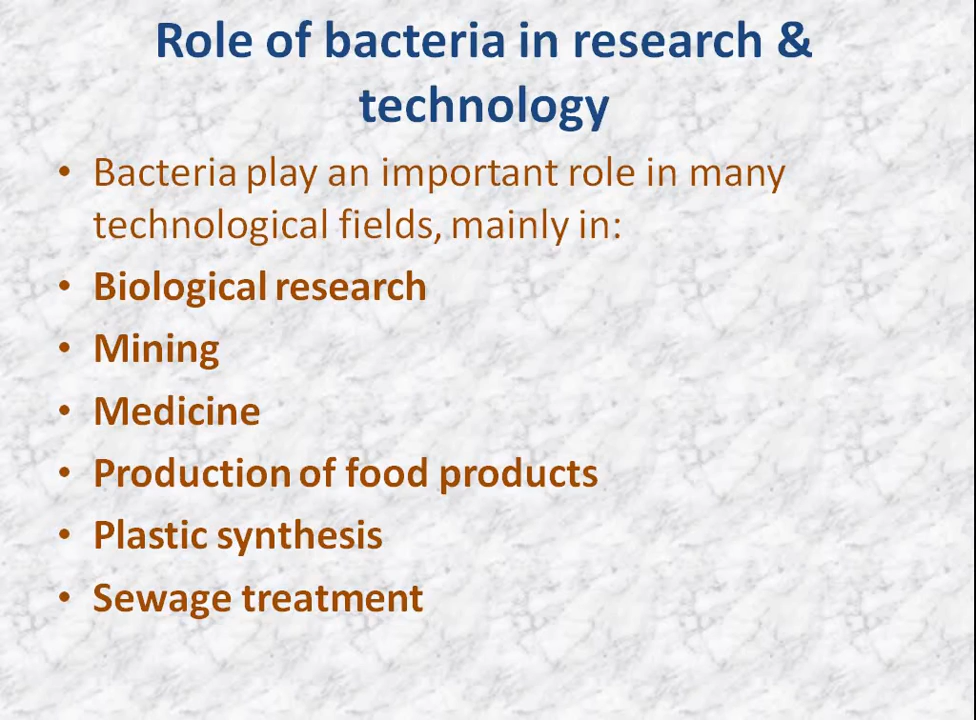 Role of bacteria in research &
technology
• Bacteria play an important role in many
technological fields, mainly in:
• Biological research
• Mining
• Medicine
• Production of food products
• Plastic synthesis
• Sewage treatment